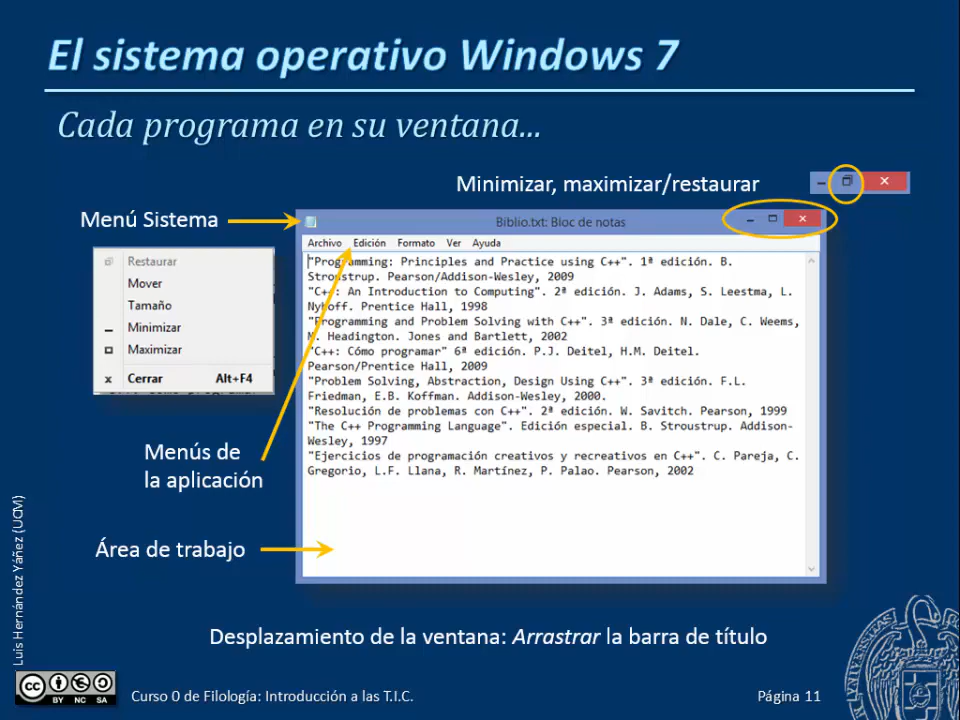 El sistema operativo Windows 7
Cada programa en su ventana...
Minimizar, maximizar/restaurar
Menú Sistema
Restaurar
Mover
Tamaño
Minimizar
Maximizar
Cerrar Alt+F4
Biblio.txt: Bloc de notas
Archivo Edición Formato Ver Ayuda
"Programming: Principles and Practice using C++". 1ª edición. B.
Stroustrup. Pearson/Addison-Wesley, 2009
"C++: An Introduction to Computing". 2ª edición. J. Adams, S. Leestma, L.
Nyhoff. Prentice Hall, 1998
"Programming and Problem Solving with C++". 3ª edición. N. Dale, C. Weems,
M. Headington. Jones and Bartlett, 2002
"C++: Cómo programar" 6ª edición. P.J. Deitel, H.M. Deitel.
Pearson/Prentice Hall, 2009
"Problem Solving, Abstraction, Design Using C++". 3ª edición. F.L.
Friedman, E.B. Koffman. Addison-Wesley, 2000.
"Resolución de problemas con C++". 2ª edición. W. Savitch. Pearson, 1999
"The C++ Programming Language". Edición especial. B. Stroustrup. Addison-
Wesley, 1997
"Ejercicios de programación creativos y recreativos en C++". C. Pareja, C.
Gregorio, L.F. Llana, R. Martínez, P. Palao. Pearson, 2002
Menús de
la aplicación
Área de trabajo
Desplazamiento de la ventana: Arrastrar la barra de título
Luis Hernández Yáñez (UCM)
cc BY NC SA
Curso 0 de Filología: Introducción a las T.I.C.
Página 11